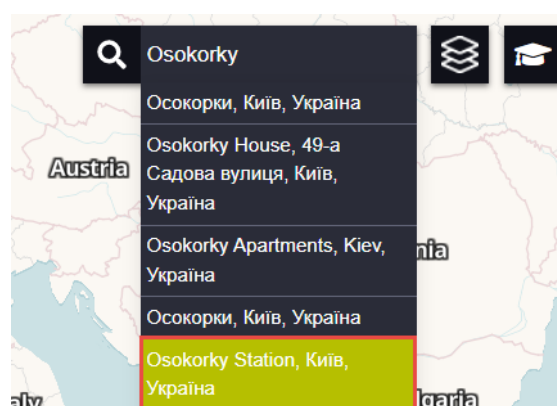 Osokorky
Осокорки, Київ, Україна
Osokorky House, 49-а
Садова вулиця, Київ,
Україна
Austria
Osokorky Apartments, Kiev,
Україна
nia
Осокорки, Київ, Україна
Osokorky Station, Київ,
Україна
aly
lgaria